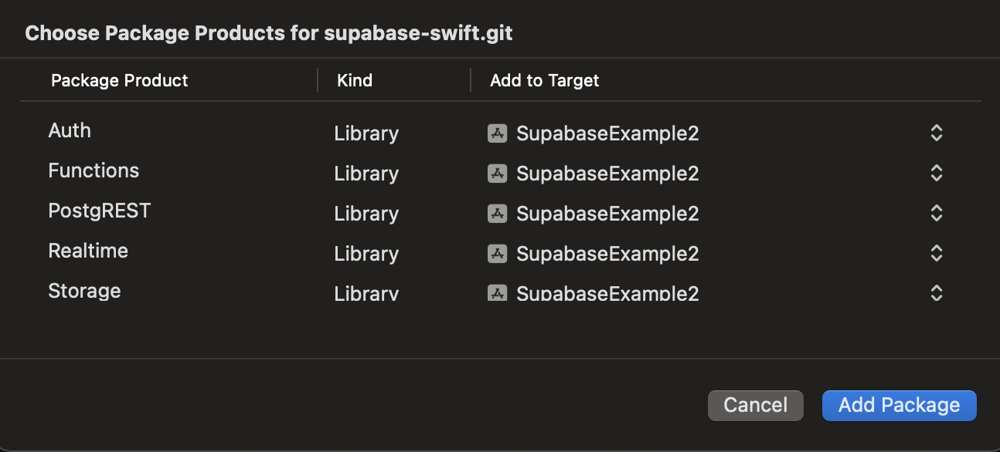 Choose Package Products for supabase-swift.git
Package Product Kind Add to Target
Auth Library SupabaseExample2
Functions Library SupabaseExample2
PostgREST Library SupabaseExample2
Realtime Library SupabaseExample2
Storage Library SupabaseExample2
Cancel Add Package